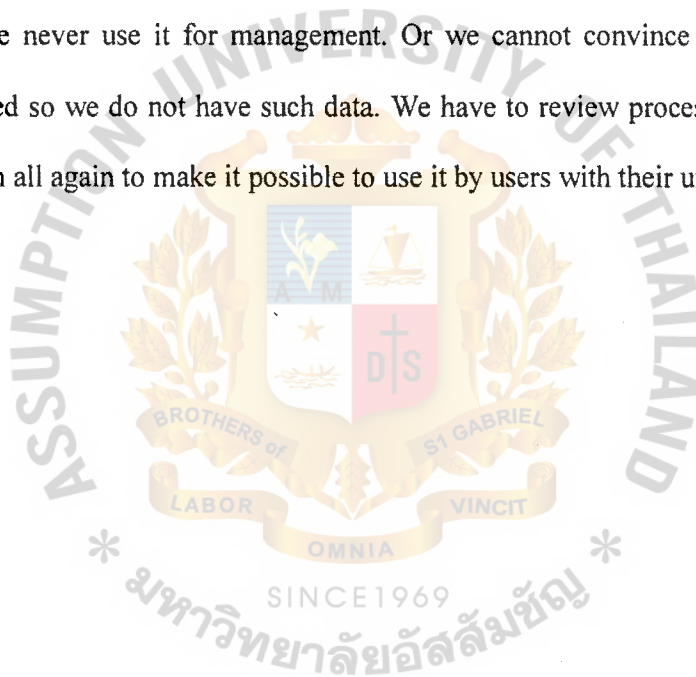 e never use it for management. Or we cannot convince
ed so we do not have such data. We have to review proces
n all again to make it possible to use it by users with their u
ASSUMPTION UNIVERSITY OF THAILAND
A M
D S
BROTHERS of ST GABRIEL
LABOR VINCIT
OMNIA
* *
SINCE1969
มหาวิทยาลัยอัสสัมชัญ